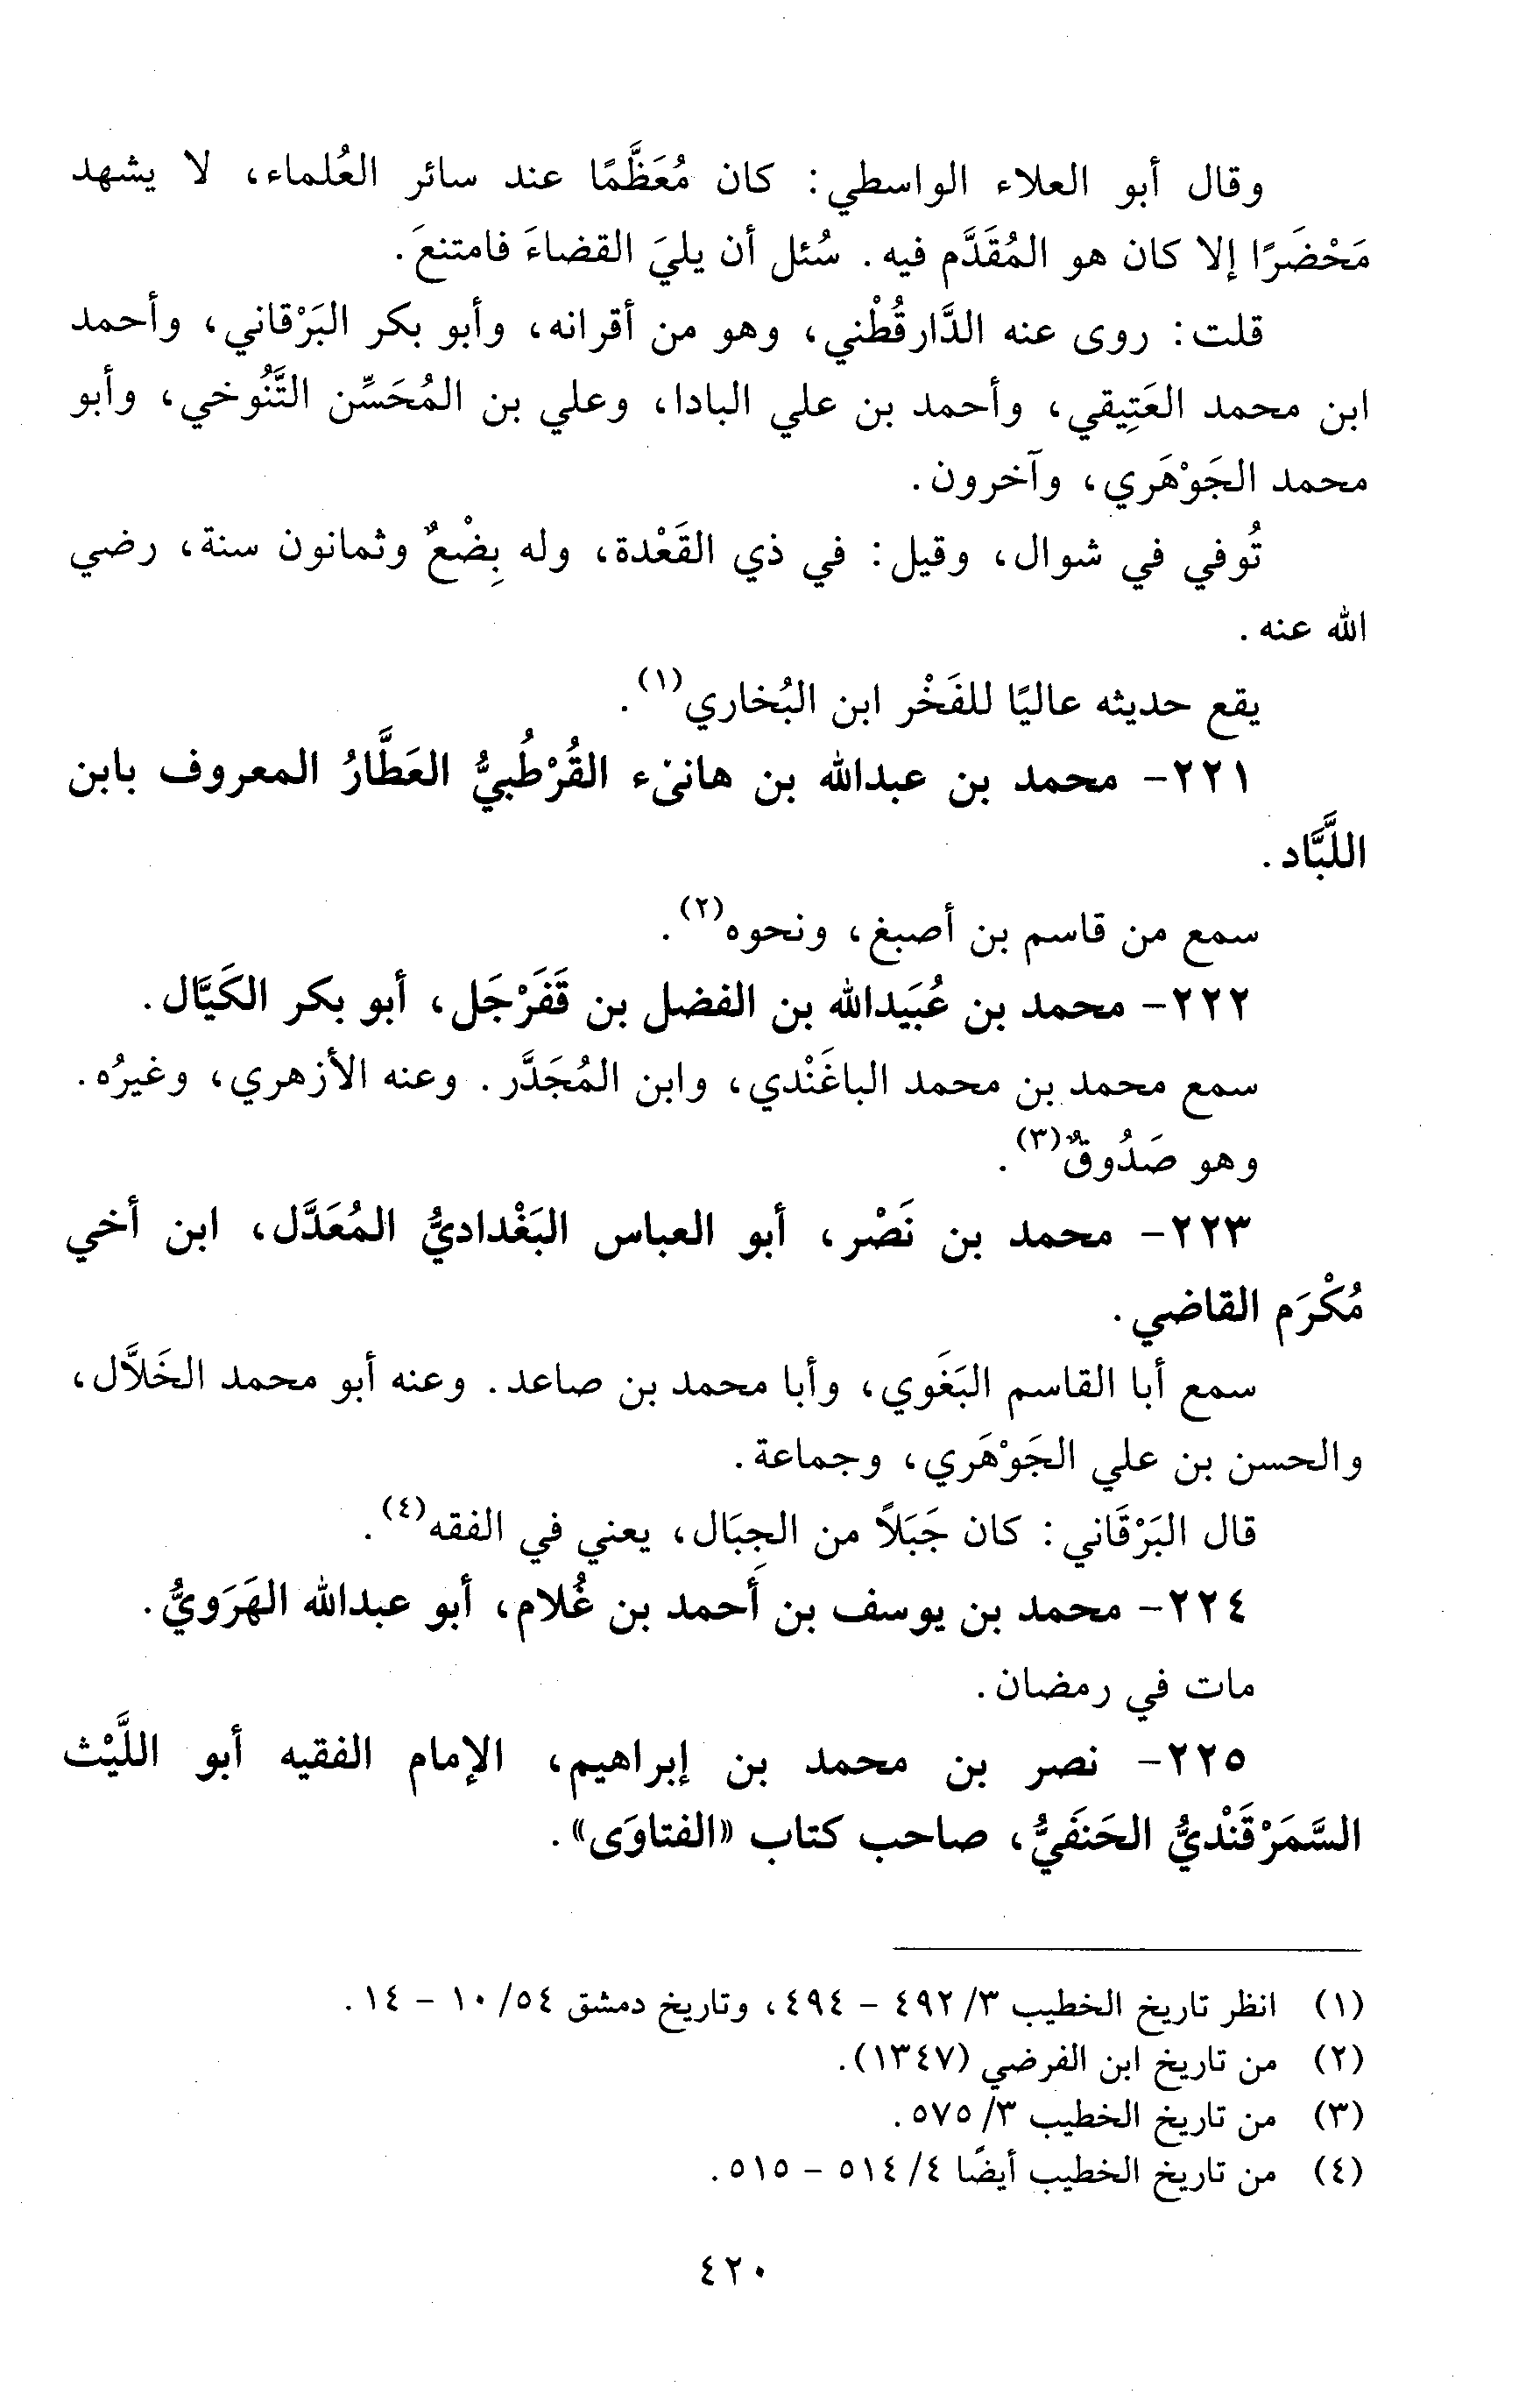 وقال أبو العلاء الواسطي: كان مُعَظَّمًا عند سائر العُلماء، لا يشهد
مَحْضَرًا إلا كان هو المُقَدَّم فيه. سُئل أن يليَ القضاءَ فامتنعَ.
قلت: روى عنه الدَّارقُطْني، وهو من أقرانه، وأبو بكر البَرْقاني، وأحمد
ابن محمد العَتِيقي، وأحمد بن علي البادا، وعلي بن المُحَسِّن التَّنُوخي، وأبو
محمد الجَوْهَري، وآخرون.
تُوفي في شوال، وقيل: في ذي القَعْدة، وله بِضْعٌ وثمانون سنة، رضي
الله عنه.
يقع حديثه عاليًا للفَخْر ابن البُخاري(١).
٢٢١- محمد بن عبدالله بن هانىء القُرْطُبيُّ العَطَّارُ المعروف بابن
اللَّبَّاد.
سمع من قاسم بن أصبغ، ونحوه(٢).
٢٢٢- محمد بن عُبَيدالله بن الفضل بن قَفَرْجَل، أبو بكر الكَيَّال.
سمع محمد بن محمد الباغَنْدي، وابن المُجَدَّر. وعنه الأزهري، وغيرُه.
وهو صَدُوقٌ(٣).
٢٢٣- محمد بن نَصْر، أبو العباس البَغْداديُّ المُعَدَّل، ابن أخي
مُكْرَم القاضي.
سمع أبا القاسم البَغَوي، وأبا محمد بن صاعد. وعنه أبو محمد الخَلاَّل،
والحسن بن علي الجَوْهَري، وجماعة.
قال البَرْقَاني: كان جَبَلاً من الجِبَال، يعني في الفقه(٤).
٢٢٤- محمد بن يوسف بن أَحمد بن غُلام، أبو عبدالله الهَرَويُّ.
مات في رمضان.
٢٢٥- نصر بن محمد بن إبراهيم، الإمام الفقيه أبو اللَّيْث
السَّمَرْقَنْديُّ الحَنَفيُّ، صاحب كتاب «الفتاوَى».
(١) انظر تاريخ الخطيب ٣/ ٤٩٢ – ٤٩٤، وتاريخ دمشق ٥٤/ ١٠ – ١٤.
(٢) من تاريخ ابن الفرضي (١٣٤٧).
(٣) من تاريخ الخطيب ٣/ ٥٧٥.
(٤) من تاريخ الخطيب أيضًا ٤/ ٥١٤ – ٥١٥.
٤٢٠